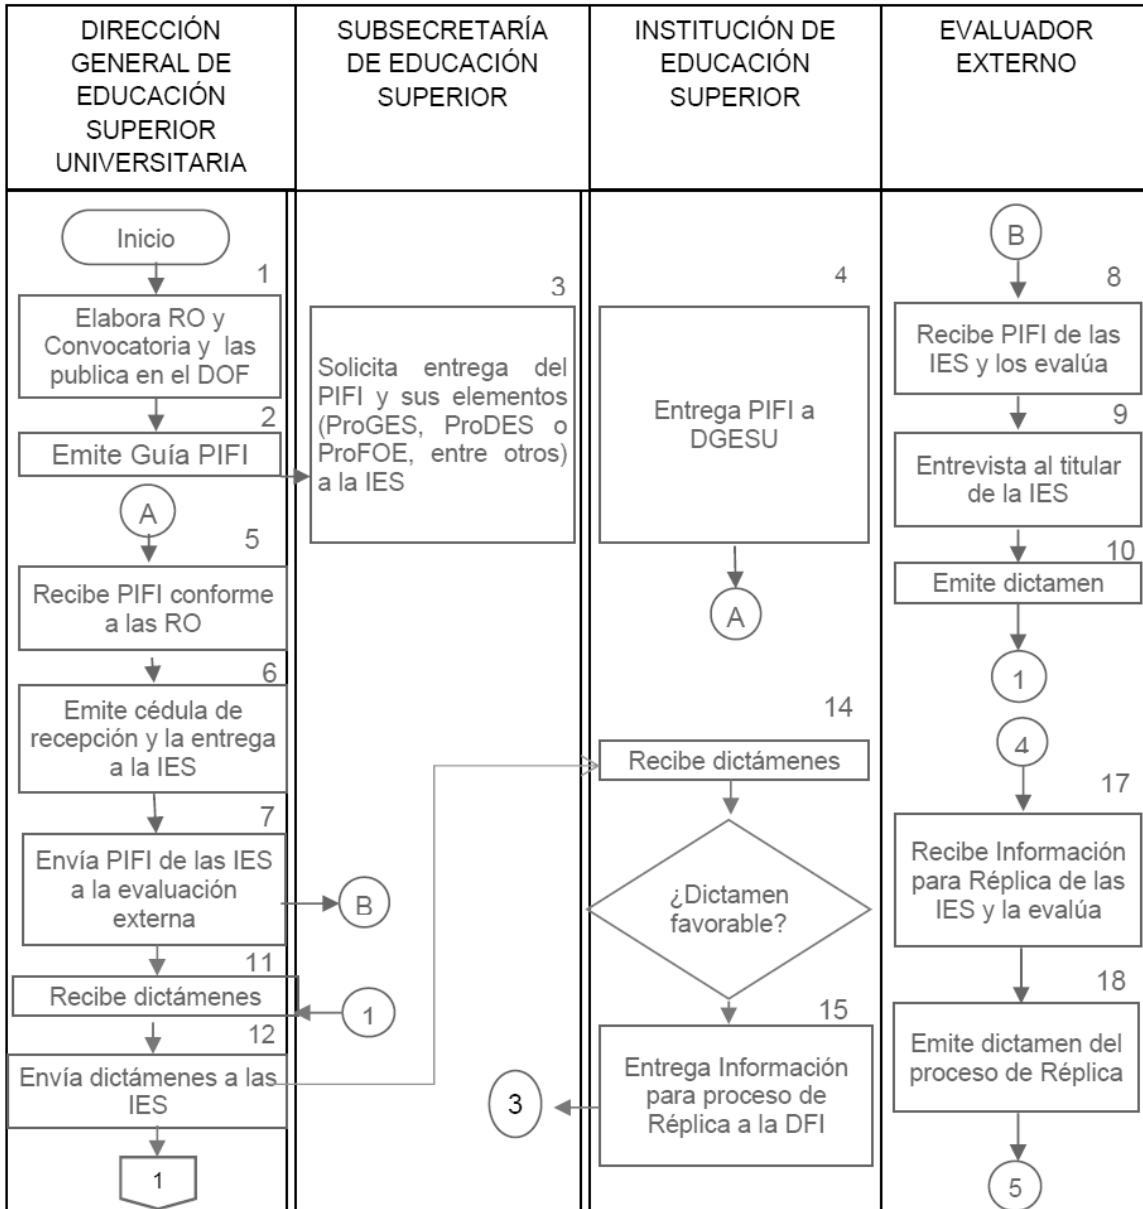 DIRECCIÓN
GENERAL DE
EDUCACIÓN
SUPERIOR
UNIVERSITARIA
SUBSECRETARÍA
DE EDUCACIÓN
SUPERIOR
INSTITUCIÓN DE
EDUCACIÓN
SUPERIOR
EVALUADOR
EXTERNO
Inicio
1
Elabora RO y
Convocatoria y las
publica en el DOF
2
Emite Guía PIFI
A
5
Recibe PIFI conforme
a las RO
6
Emite cédula de
recepción y la entrega
a la IES
7
Envía PIFI de las IES
a la evaluación
externa
11
Recibe dictámenes
12
Envía dictámenes a las
IES
1
3
Solicita entrega del
PIFI y sus elementos
(ProGES, ProDES o
ProFOE, entre otros)
a la IES
B
1
3
4
Entrega PIFI a
DGESU
A
14
Recibe dictámenes
¿Dictamen
favorable?
15
Entrega Información
para proceso de
Réplica a la DFI
B
8
Recibe PIFI de las
IES y los evalúa
9
Entrevista al titular
de la IES
10
Emite dictamen
1
4
17
Recibe Información
para Réplica de las
IES y la evalúa
18
Emite dictamen del
proceso de Réplica
5